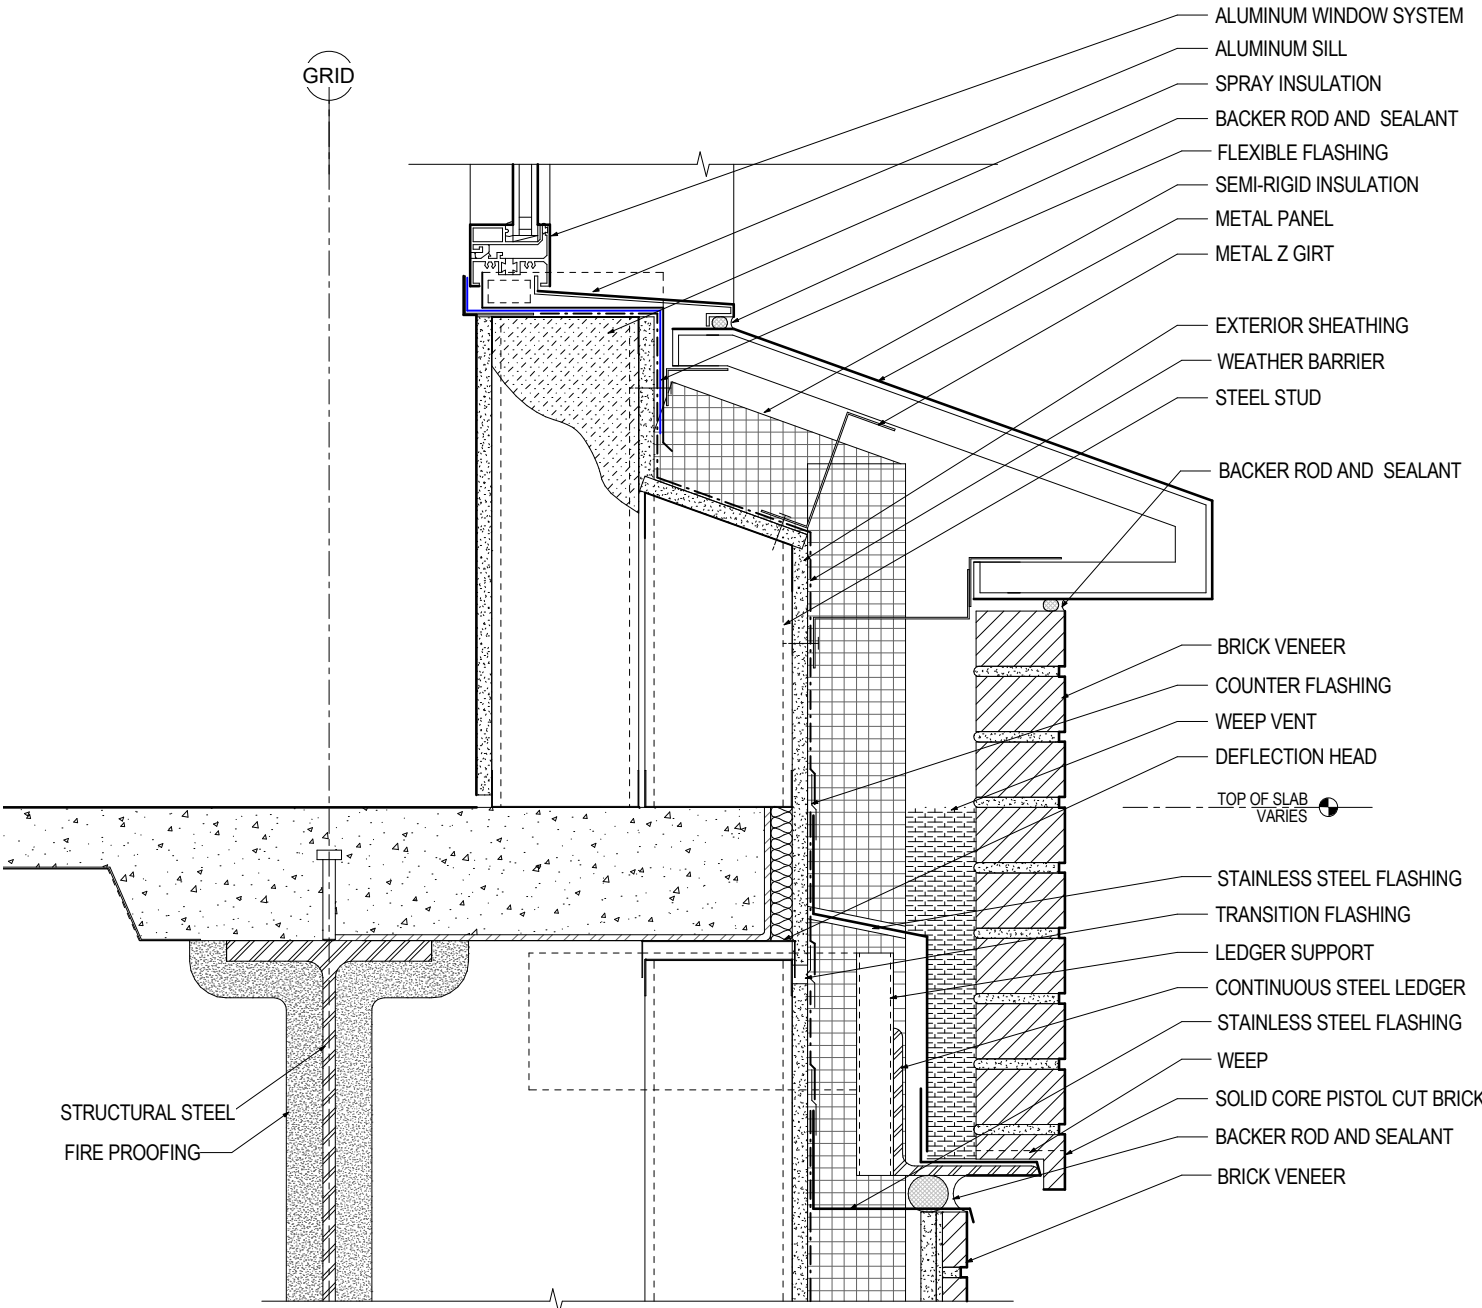 ALUMINUM WINDOW SYSTEM
ALUMINUM SILL
GRID
SPRAY INSULATION
BACKER ROD AND SEALANT
FLEXIBLE FLASHING
SEMI-RIGID INSULATION
METAL PANEL
METAL Z GIRT
EXTERIOR SHEATHING
WEATHER BARRIER
STEEL STUD
BACKER ROD AND SEALANT
BRICK VENEER
COUNTER FLASHING
WEEP VENT
DEFLECTION HEAD
TOP OF SLAB
VARIES
STAINLESS STEEL FLASHING
TRANSITION FLASHING
LEDGER SUPPORT
CONTINUOUS STEEL LEDGER
STAINLESS STEEL FLASHING
WEEP
SOLID CORE PISTOL CUT BRICK
BACKER ROD AND SEALANT
BRICK VENEER
STRUCTURAL STEEL
FIRE PROOFING